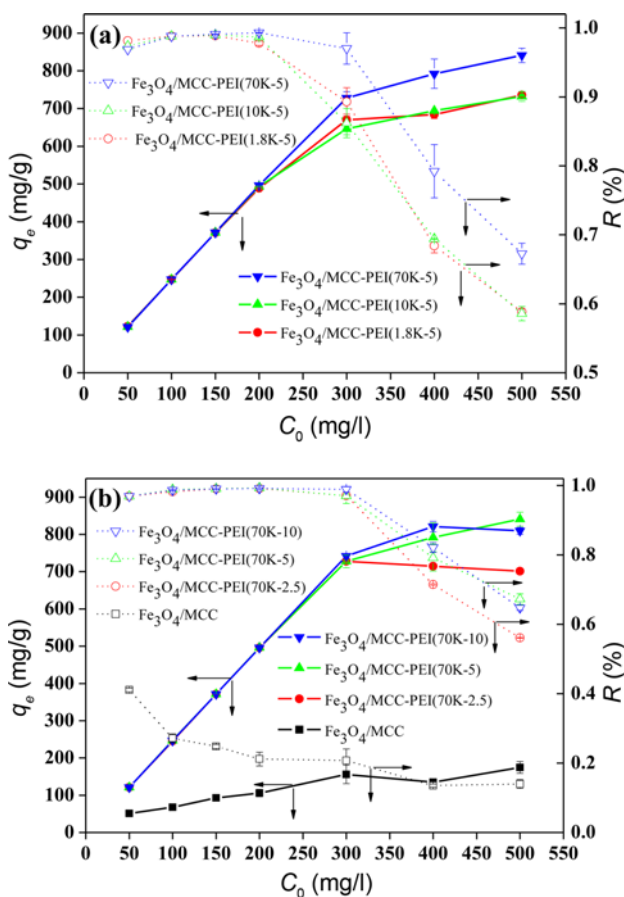 (a)
900
800
700
600
500
400
300
200
100
0
qe (mg/g)
1.0
0.9
0.8
0.7
0.6
0.5
R (%)
Fe3O4/MCC-PEI(70K-5)
Fe3O4/MCC-PEI(10K-5)
Fe3O4/MCC-PEI(1.8K-5)
Fe3O4/MCC-PEI(70K-5)
Fe3O4/MCC-PEI(10K-5)
Fe3O4/MCC-PEI(1.8K-5)
0 50 100 150 200 250 300 350 400 450 500 550
C0 (mg/l)
(b)
900
800
700
600
500
400
300
200
100
0
qe (mg/g)
1.0
0.8
0.6
0.4
0.2
0.0
R (%)
Fe3O4/MCC-PEI(70K-10)
Fe3O4/MCC-PEI(70K-5)
Fe3O4/MCC-PEI(70K-2.5)
Fe3O4/MCC
Fe3O4/MCC-PEI(70K-10)
Fe3O4/MCC-PEI(70K-5)
Fe3O4/MCC-PEI(70K-2.5)
Fe3O4/MCC
0 50 100 150 200 250 300 350 400 450 500 550
C0 (mg/l)